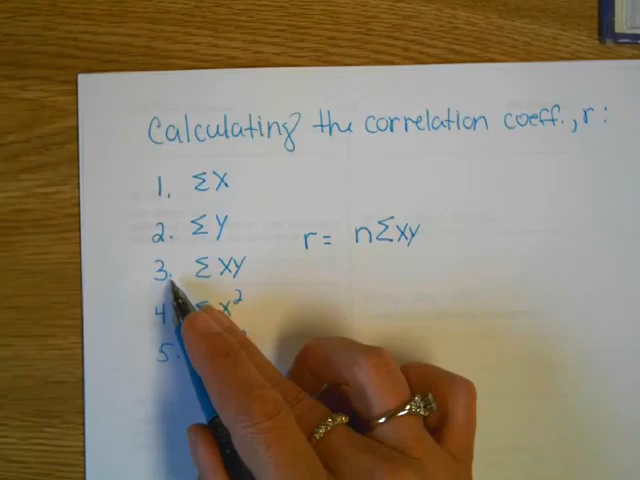 Calculating the correlation coeff., r:
1. ΣX
2. ΣY
r= nΣXY
3. ΣXY
4 Σx²
5.